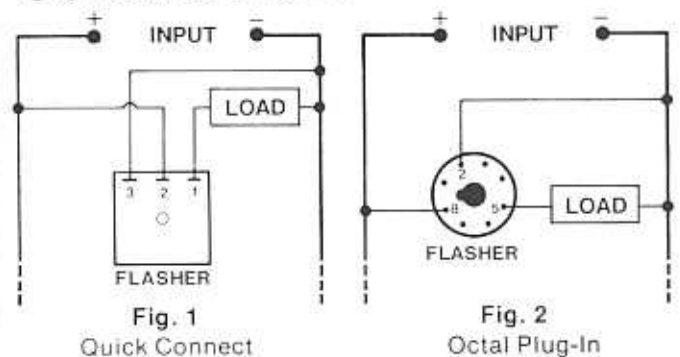 + INPUT −
LOAD
3 2 1
FLASHER
Fig. 1
Quick Connect
+ INPUT −
2
8 5
LOAD
FLASHER
Fig. 2
Octal Plug-In